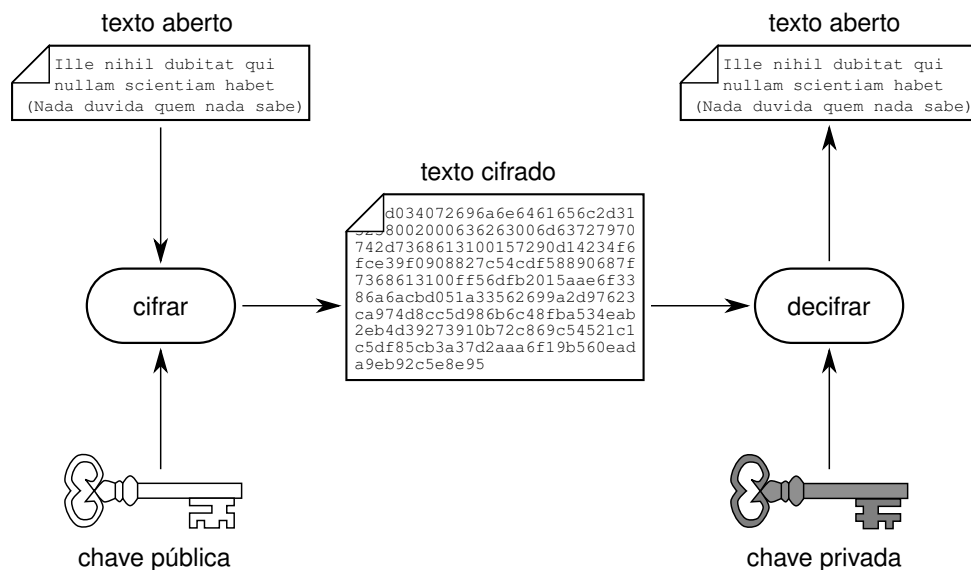 texto aberto
Ille nihil dubitat qui
nullam scientiam habet
(Nada duvida quem nada sabe)
texto aberto
Ille nihil dubitat qui
nullam scientiam habet
(Nada duvida quem nada sabe)
texto cifrado
d034072696a6e6461656c2d31
8002000636263006d63727970
742d7368613100157290d14234f6
fce39f0908827c54cdf58890687f
7368613100ff56dfb2015aae6f33
86a6acbd051a33562699a2d97623
ca974d8cc5d986b6c48fba534eab
2eb4d39273910b72c869c54521c1
c5df85cb3a37d2aaa6f19b560ead
a9eb92c5e8e95
cifrar
decifrar
chave pública
chave privada